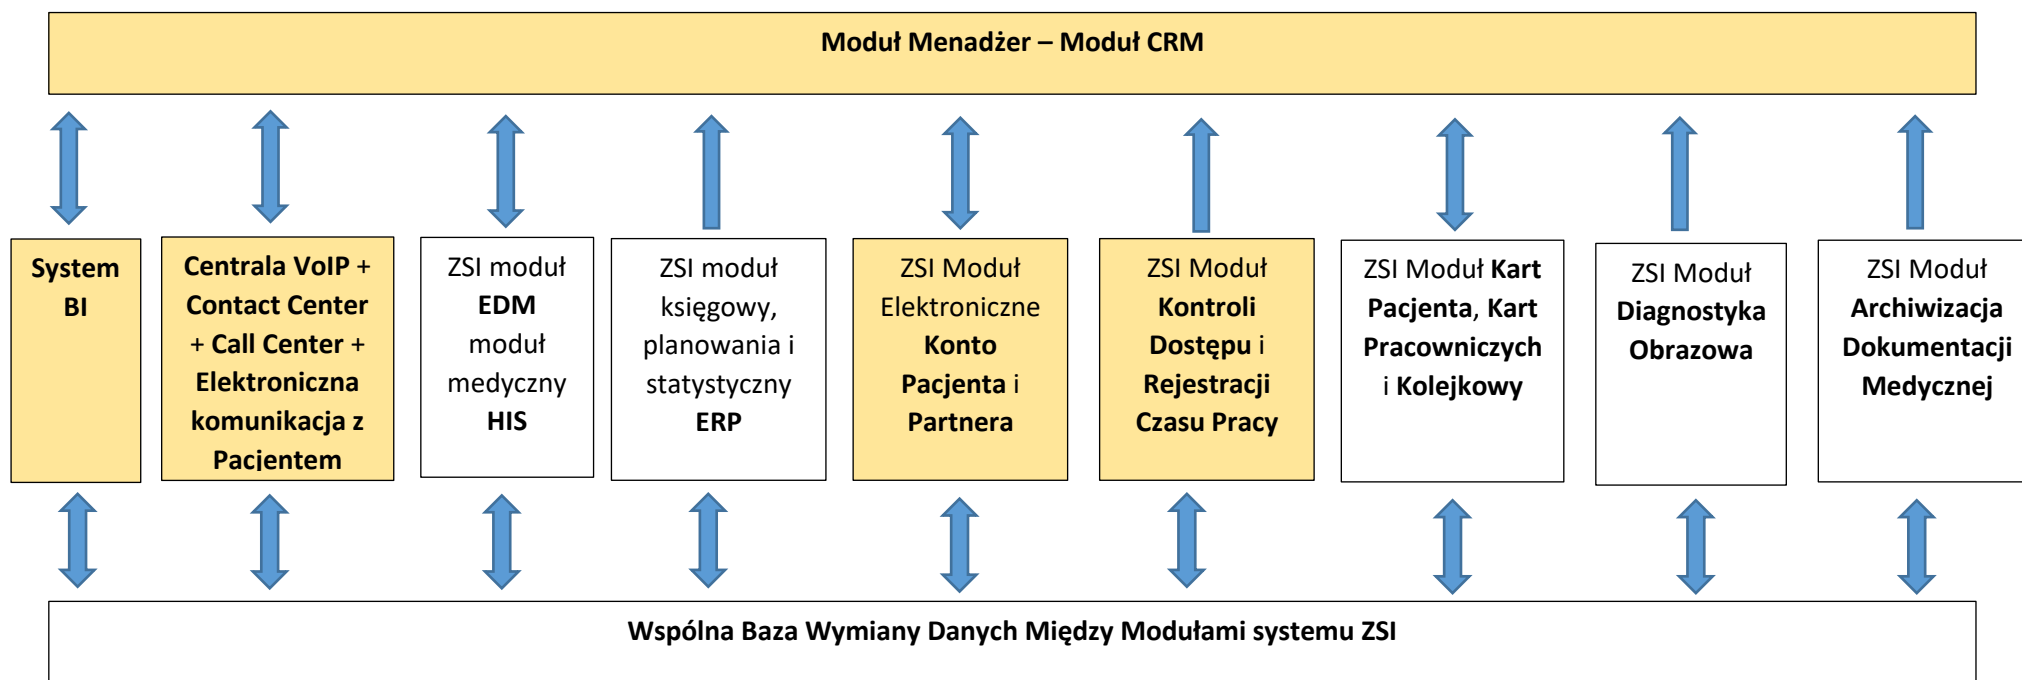 Moduł Menadżer – Moduł CRM
System
BI
Centrala VoIP +
Contact Center
+ Call Center +
Elektroniczna
komunikacja z
Pacjentem
ZSI moduł
EDM
moduł
medyczny
HIS
ZSI moduł
księgowy,
planowania i
statystyczny
ERP
ZSI Moduł
Elektroniczne
Konto
Pacjenta i
Partnera
ZSI Moduł
Kontroli
Dostępu i
Rejestracji
Czasu Pracy
ZSI Moduł Kart
Pacjenta, Kart
Pracowniczych
i Kolejkowy
ZSI Moduł
Diagnostyka
Obrazowa
ZSI Moduł
Archiwizacja
Dokumentacji
Medycznej
Wspólna Baza Wymiany Danych Między Modułami systemu ZSI